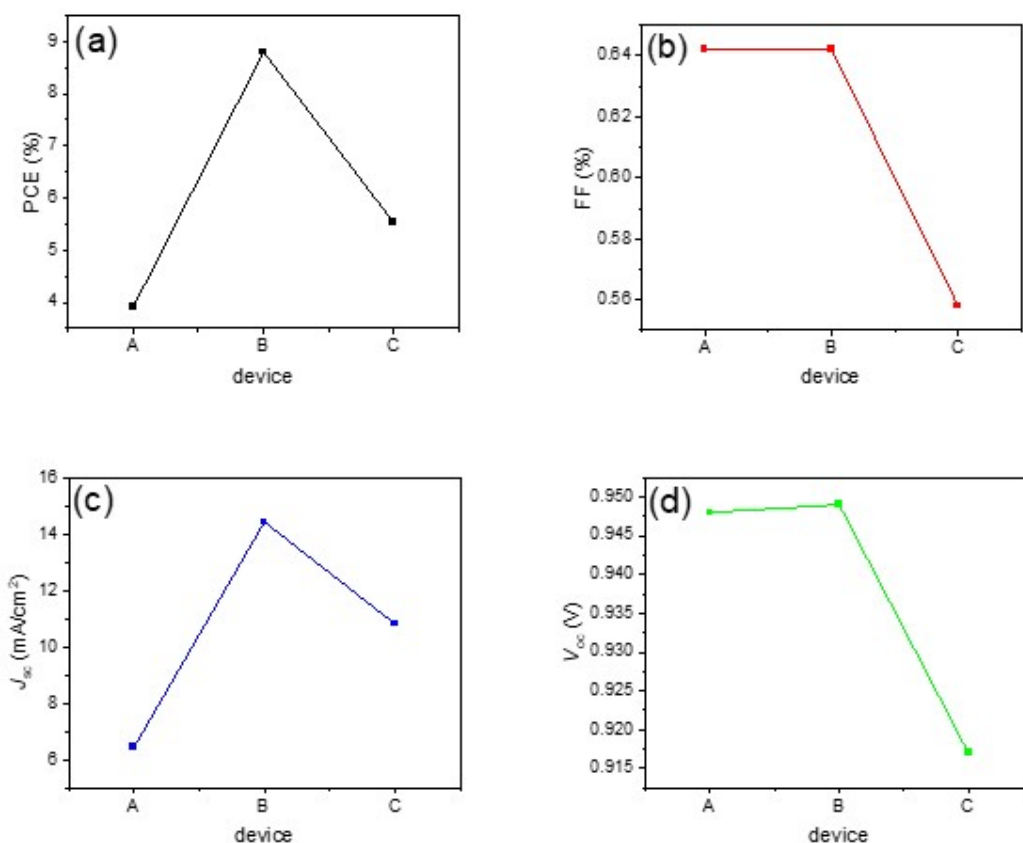 (a)
PCE (%)
9
8
7
6
5
4
A B C
device
(b)
FF (%)
0.64
0.62
0.60
0.58
0.56
A B C
device
(c)
J_sc (mA/cm²)
16
14
12
10
8
6
A B C
device
(d)
V_oc (V)
0.950
0.945
0.940
0.935
0.930
0.925
0.920
0.915
A B C
device